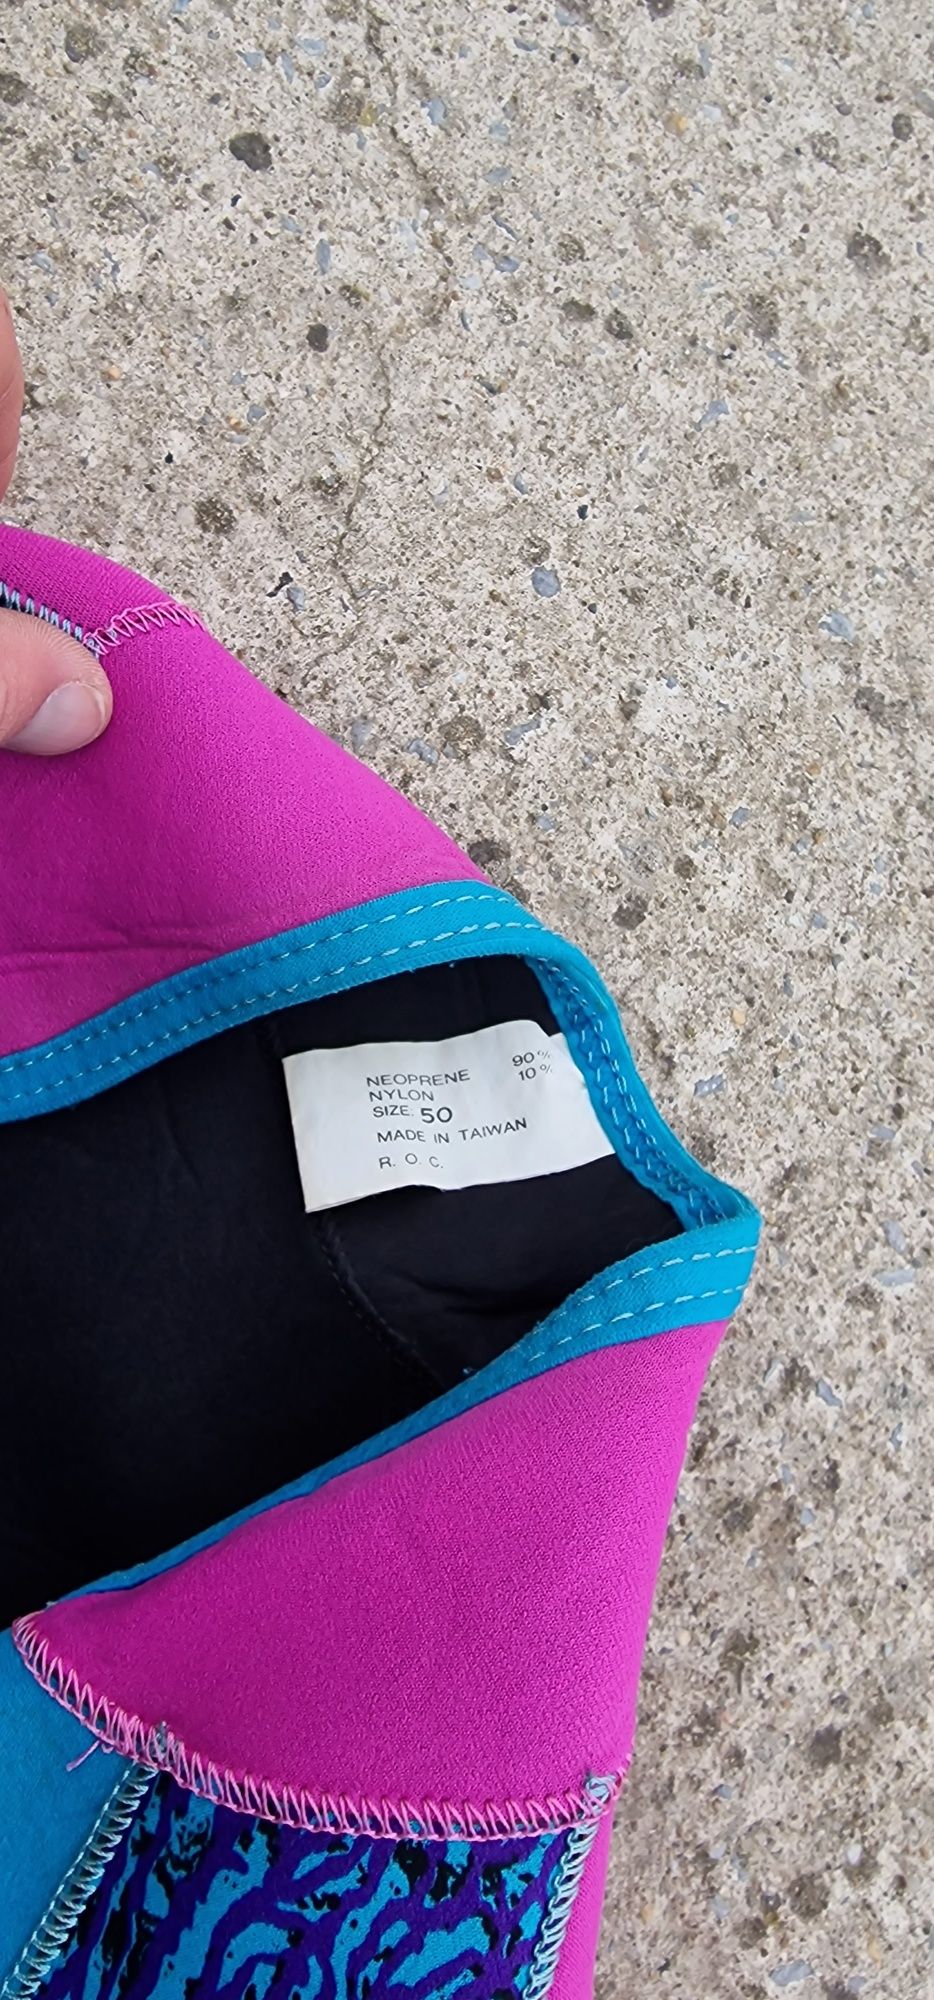 NEOPRENE 90%
NYLON 10%
SIZE: 50
MADE IN TAIWAN
R. O. C.